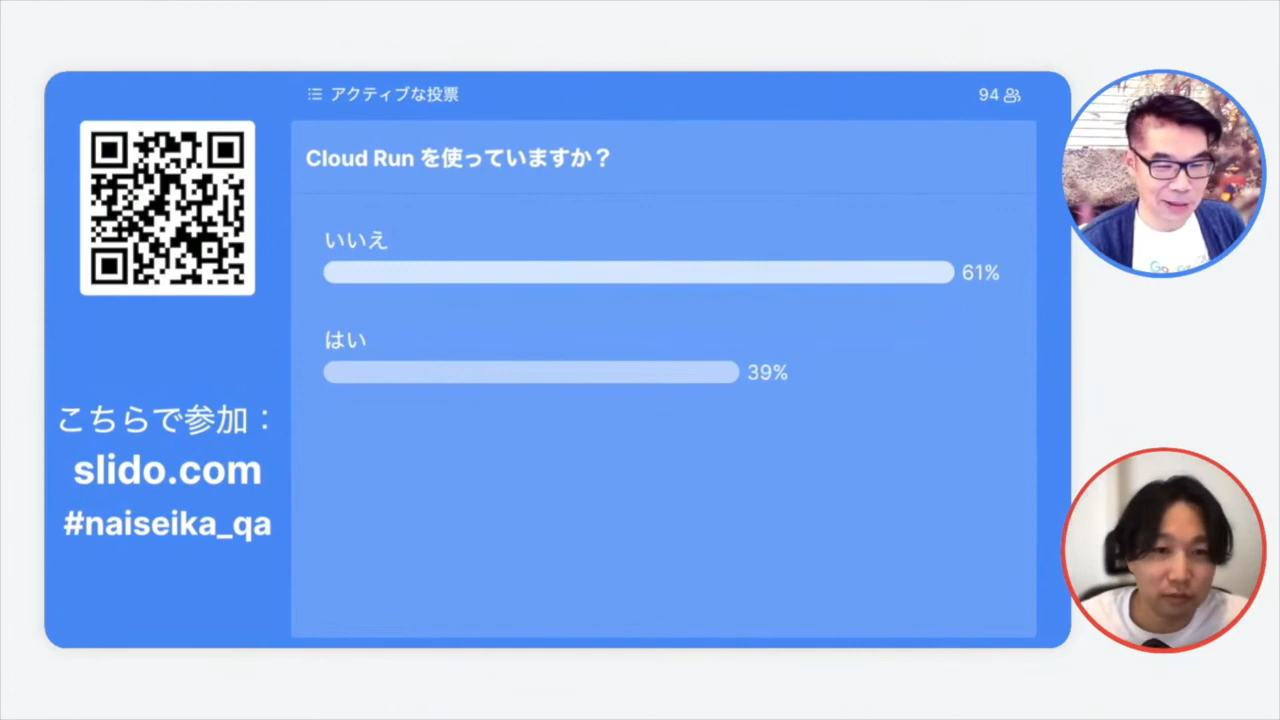 アクティブな投票
94
Cloud Run を使っていますか？
いいえ
61%
はい
39%
こちらで参加：
slido.com
#naiseika_qa